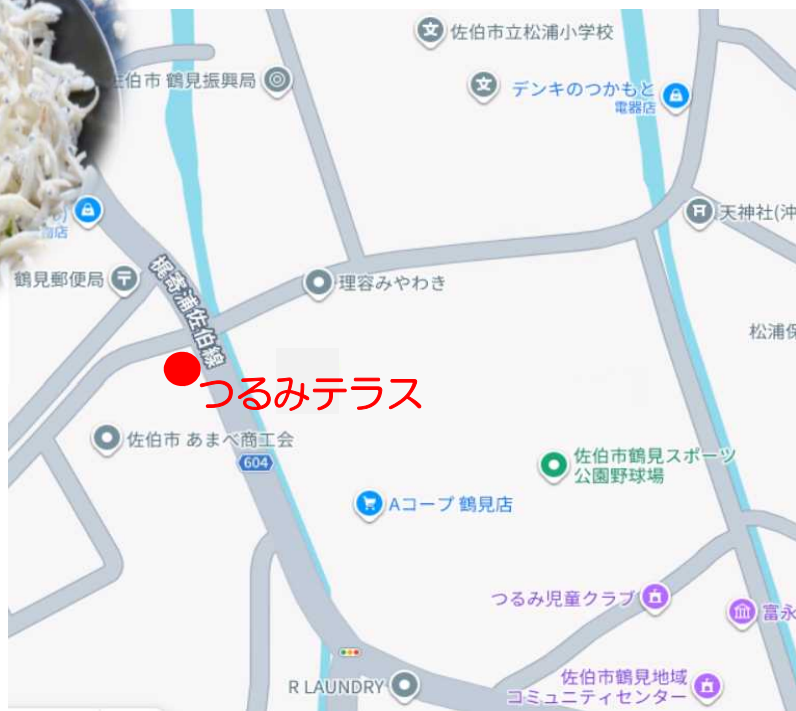 佐伯市立松浦小学校
佐伯市 鶴見振興局
デンキのつかもと
電器店
天神社(沖
鶴見郵便局
梶寄浦佐伯線
理容みやわき
松浦保
つるみテラス
佐伯市 あまべ商工会
604
佐伯市鶴見スポーツ
公園野球場
Aコープ 鶴見店
つるみ児童クラブ
富永
R LAUNDRY
佐伯市鶴見地域
コミュニティセンター